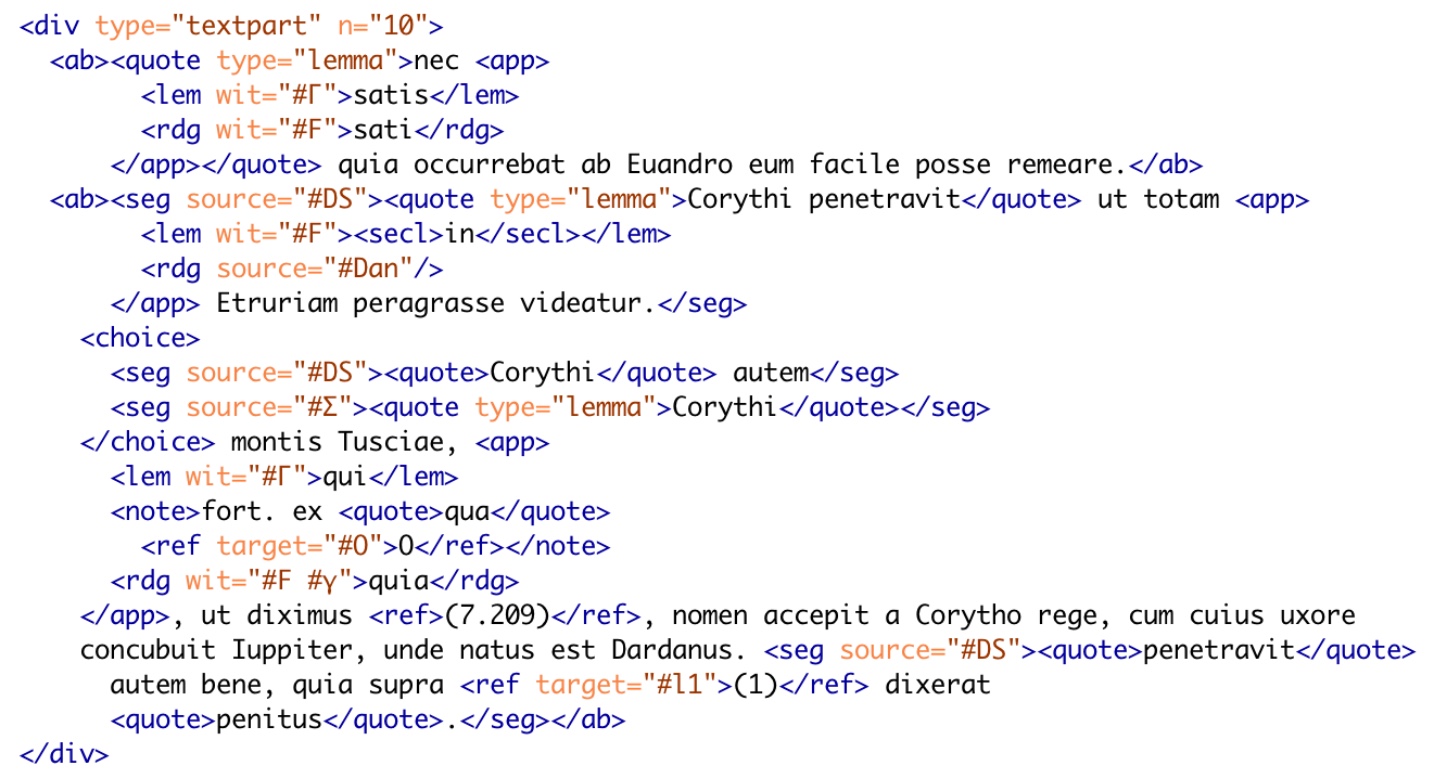 <div type="textpart" n="10">
  <ab><quote type="lemma">nec <app>
        <lem wit="#Γ">satis</lem>
        <rdg wit="#F">sati</rdg>
      </app></quote> quia occurrebat ab Euandro eum facile posse remeare.</ab>
  <ab><seg source="#DS"><quote type="lemma">Corythi penetravit</quote> ut totam <app>
        <lem wit="#F"><secl>in</secl></lem>
        <rdg source="#Dan"/>
      </app> Etruriam peragrasse videatur.</seg>
    <choice>
      <seg source="#DS"><quote>Corythi</quote> autem</seg>
      <seg source="#Σ"><quote type="lemma">Corythi</quote></seg>
    </choice> montis Tusciae, <app>
      <lem wit="#Γ">qui</lem>
      <note>fort. ex <quote>qua</quote>
        <ref target="#O">O</ref></note>
      <rdg wit="#F #γ">quia</rdg>
    </app>, ut diximus <ref>(7.209)</ref>, nomen accepit a Corytho rege, cum cuius uxore
    concubuit Iuppiter, unde natus est Dardanus. <seg source="#DS"><quote>penetravit</quote>
      autem bene, quia supra <ref target="#l1">(1)</ref> dixerat
      <quote>penitus</quote>.</seg></ab>
</div>